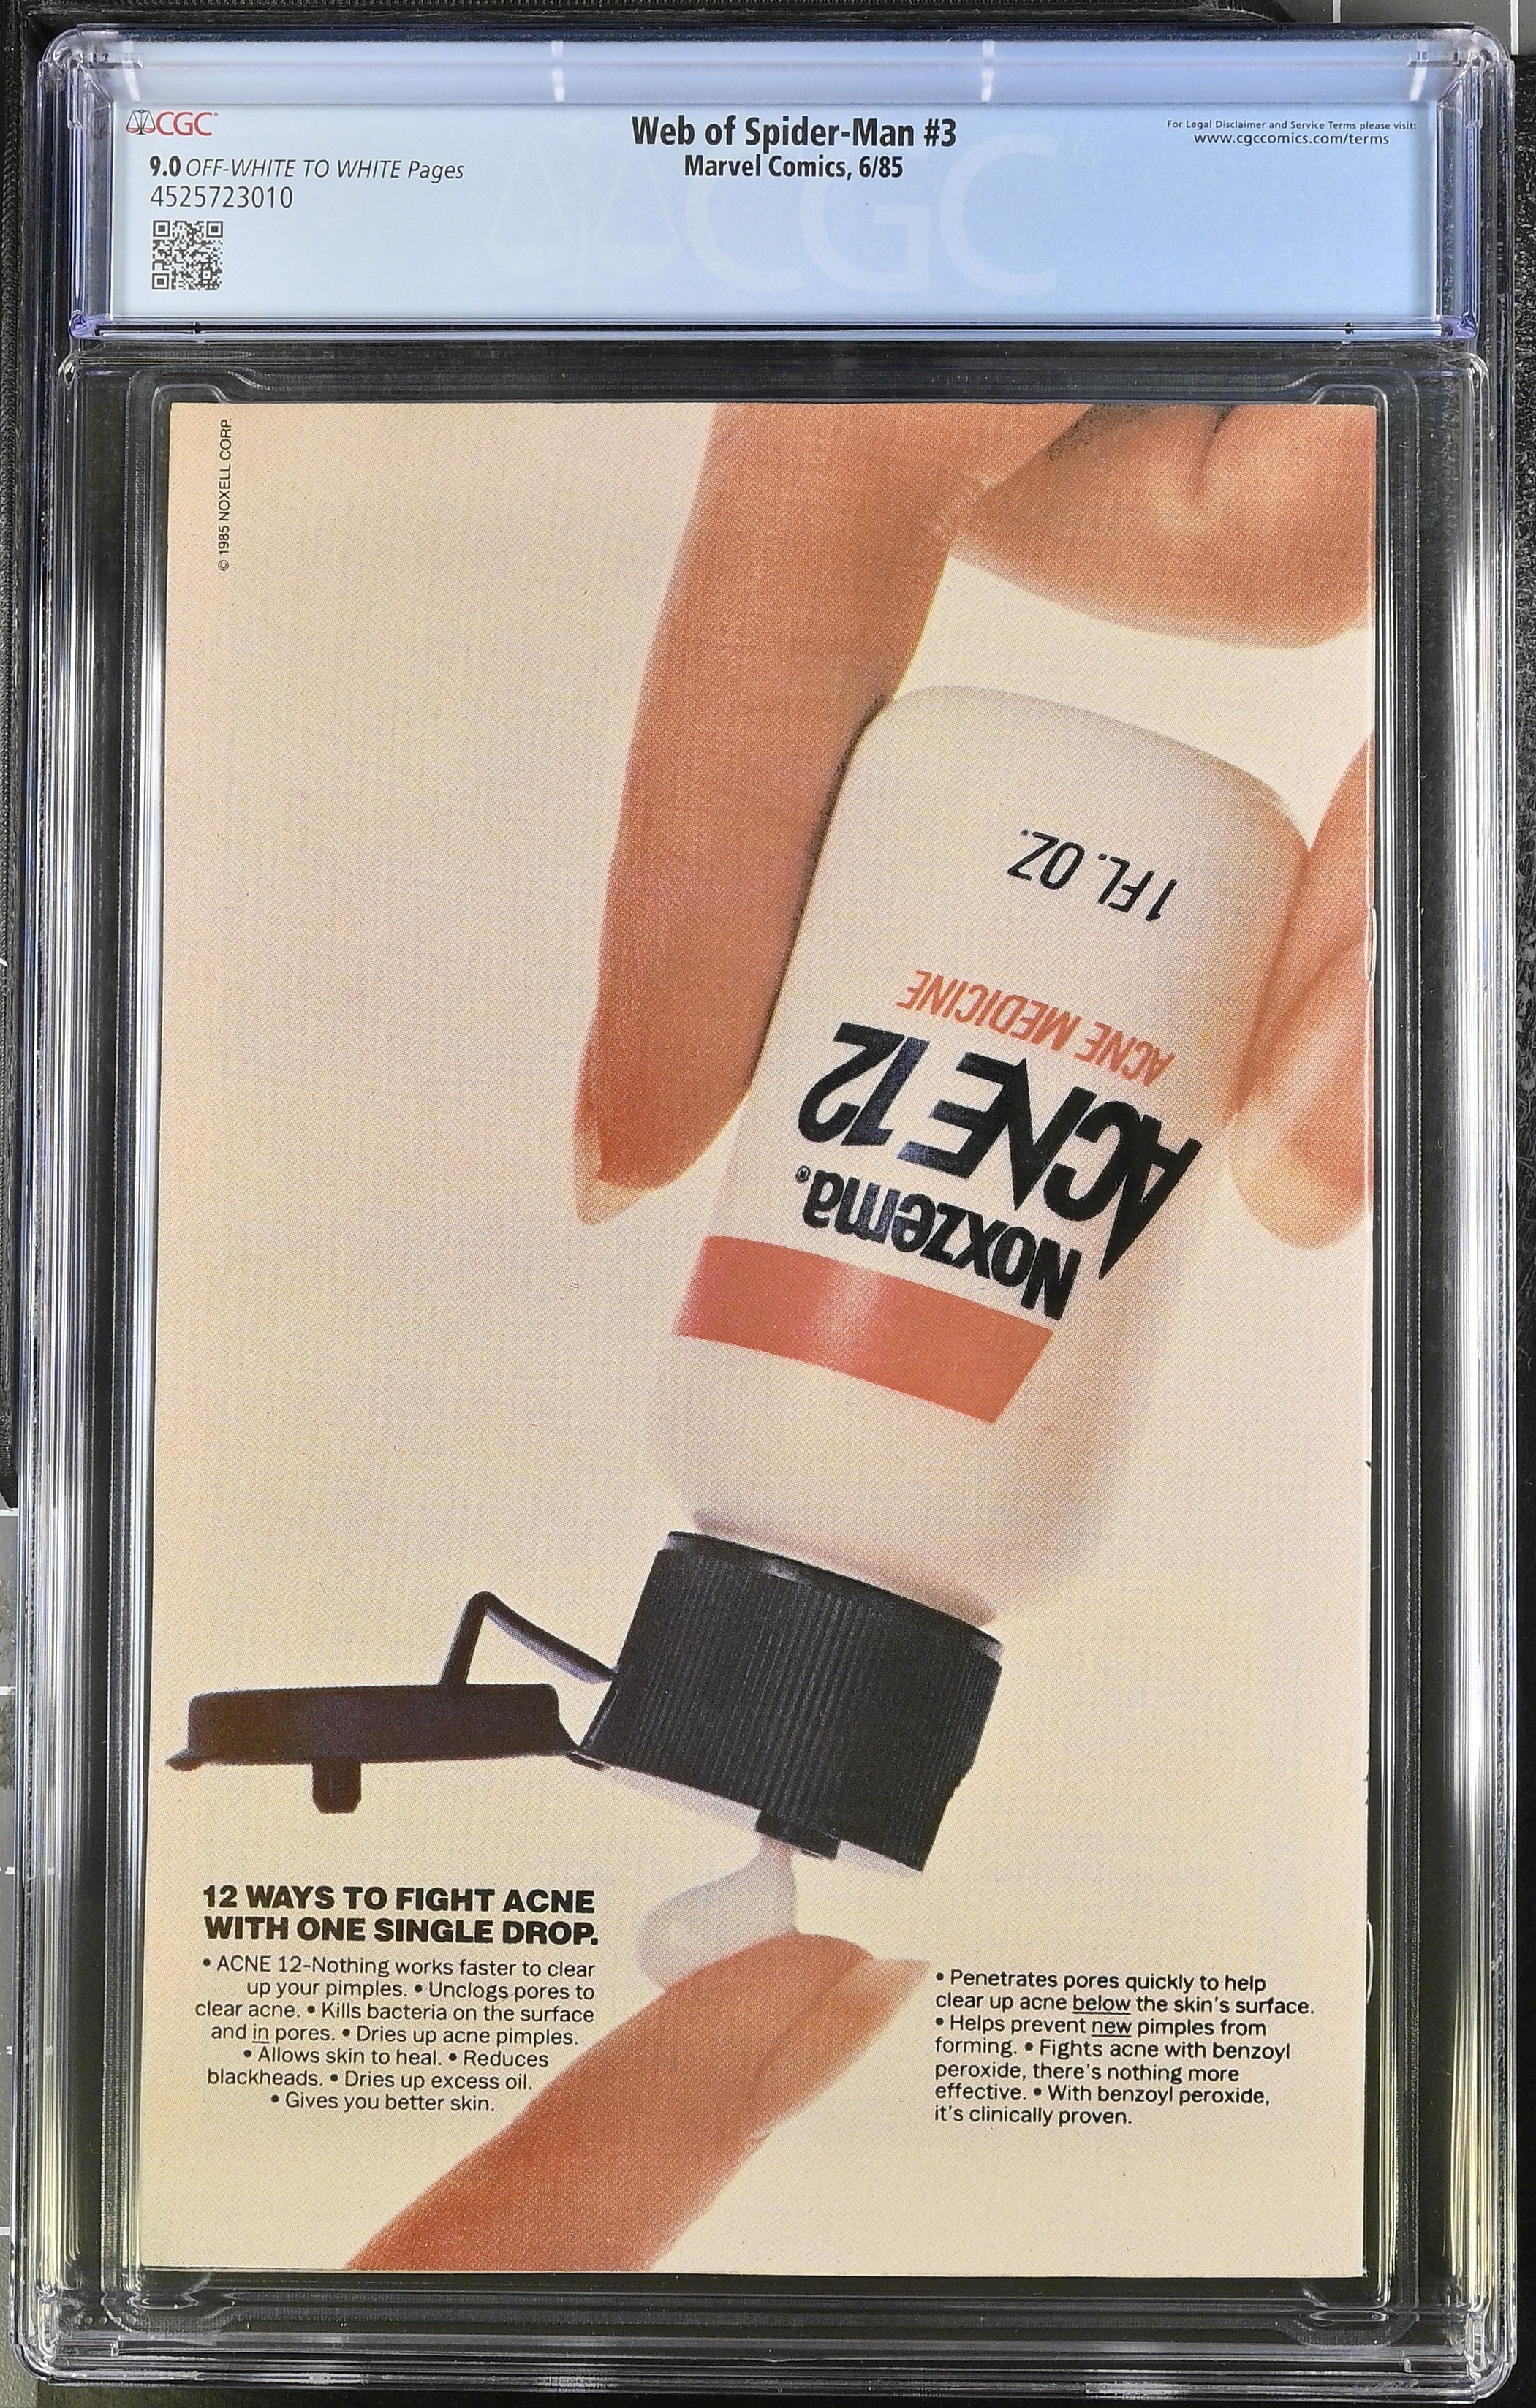 CGC®
9.0 OFF-WHITE TO WHITE Pages
4525723010
Web of Spider-Man #3
Marvel Comics, 6/85
For Legal Disclaimer and Service Terms please visit:
www.cgccomics.com/terms
CGC®
© 1985 NOXELL CORP.
1 FL. OZ.
ACNE MEDICINE
ACNE 12
Noxzema®
12 WAYS TO FIGHT ACNE
WITH ONE SINGLE DROP.
• ACNE 12–Nothing works faster to clear
up your pimples. • Unclogs pores to
clear acne. • Kills bacteria on the surface
and in pores. • Dries up acne pimples.
• Allows skin to heal. • Reduces
blackheads. • Dries up excess oil.
• Gives you better skin.
• Penetrates pores quickly to help
clear up acne below the skin's surface.
• Helps prevent new pimples from
forming. • Fights acne with benzoyl
peroxide, there's nothing more
effective. • With benzoyl peroxide,
it's clinically proven.